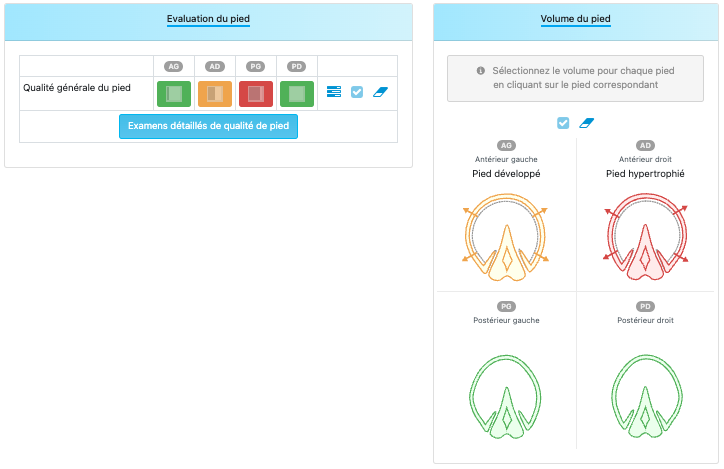 Evaluation du pied
AG AD PG PD
Qualité générale du pied
Examens détaillés de qualité de pied
Volume du pied
Sélectionnez le volume pour chaque pied
en cliquant sur le pied correspondant
AG
Antérieur gauche
Pied développé
AD
Antérieur droit
Pied hypertrophié
PG
Postérieur gauche
PD
Postérieur droit